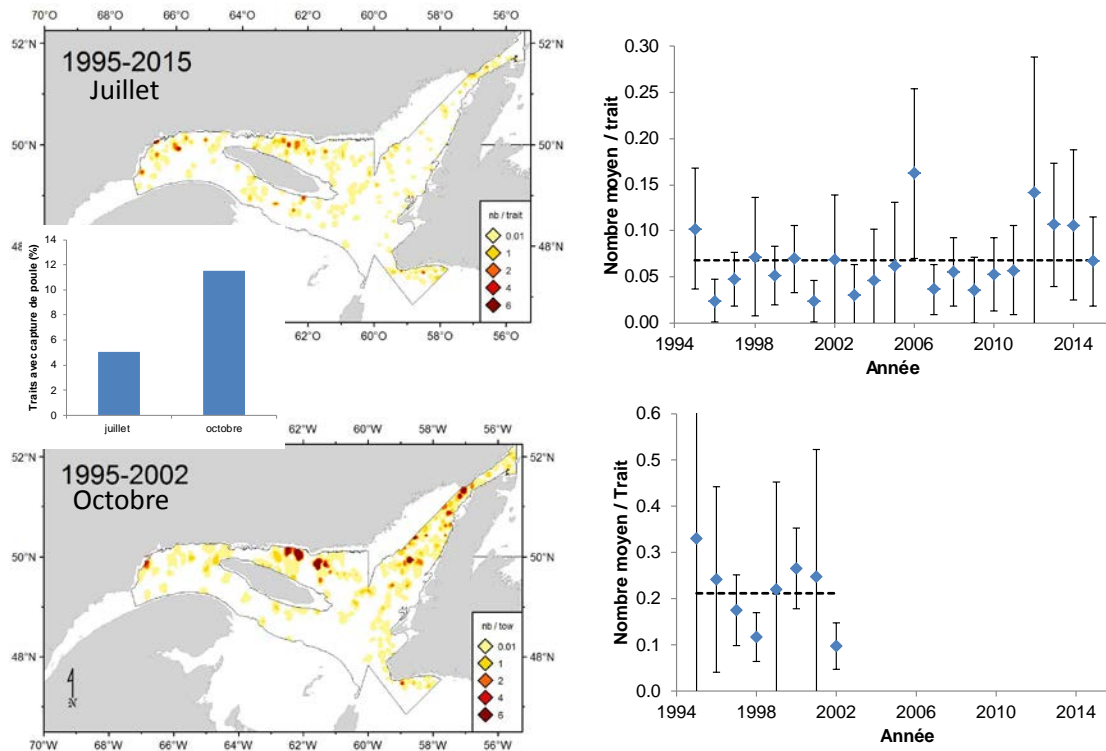 70°O 68°O 66°O 64°O 62°O 60°O 58°O 56°O
52°N
52°N
1995-2015
Juillet
50°N
50°N
48°N
nb / trait
0.01
1
2
4
6
62°O 60°O 58°O 56°O
Traits avec capture de poule (%)
14
12
10
8
6
4
2
0
juillet octobre
62°W 60°W 58°W 56°W
52°N
52°N
1995-2002
Octobre
50°N
50°N
48°N
48°N
nb / tow
0.01
1
2
4
6
N
70°W 68°W 66°W 64°W 62°W 60°W 58°W 56°W
Nombre moyen / trait
0.30
0.25
0.20
0.15
0.10
0.05
0.00
1994 1998 2002 2006 2010 2014
Année
Nombre moyen / Trait
0.6
0.5
0.4
0.3
0.2
0.1
0.0
1994 1998 2002 2006 2010 2014
Année